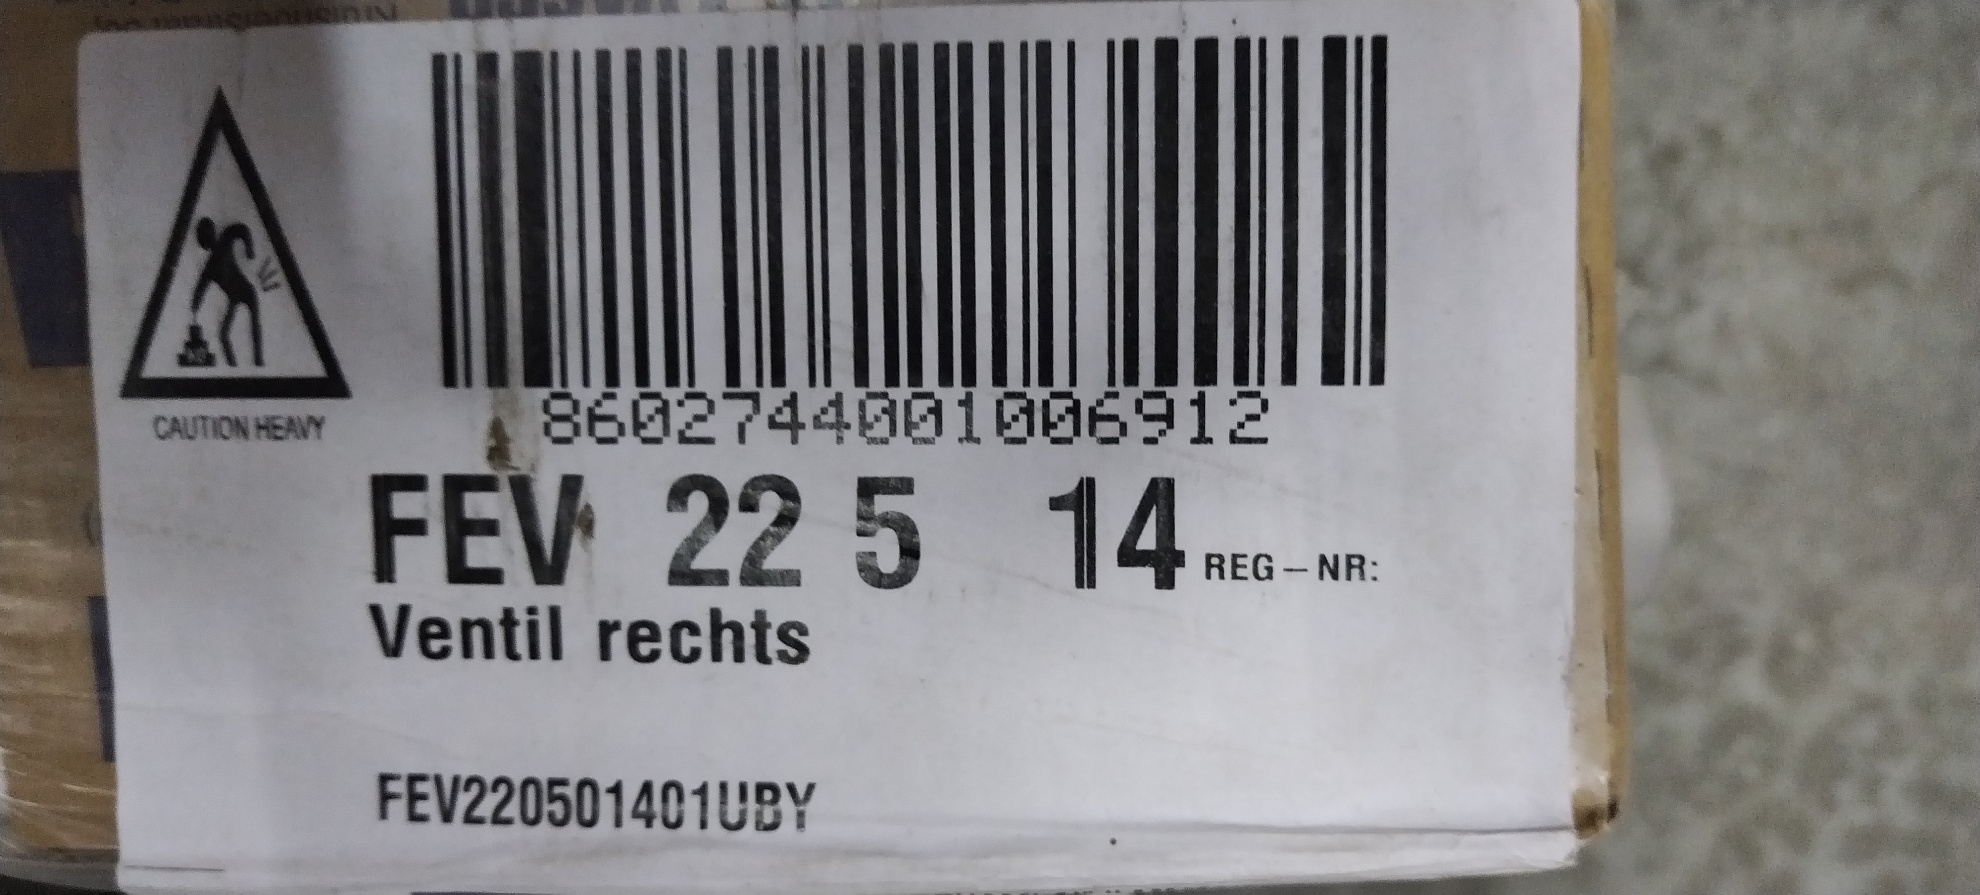 CAUTION HEAVY
8602744001006912
FEV 22 5 14 REG-NR:
Ventil rechts
FEV220501401UBY